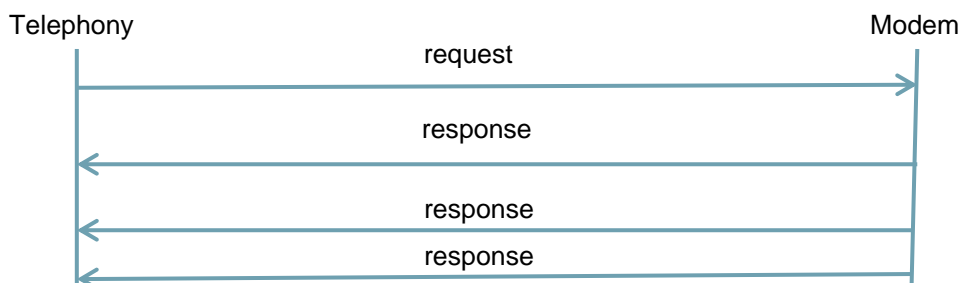 Telephony
Modem
request
response
response
response